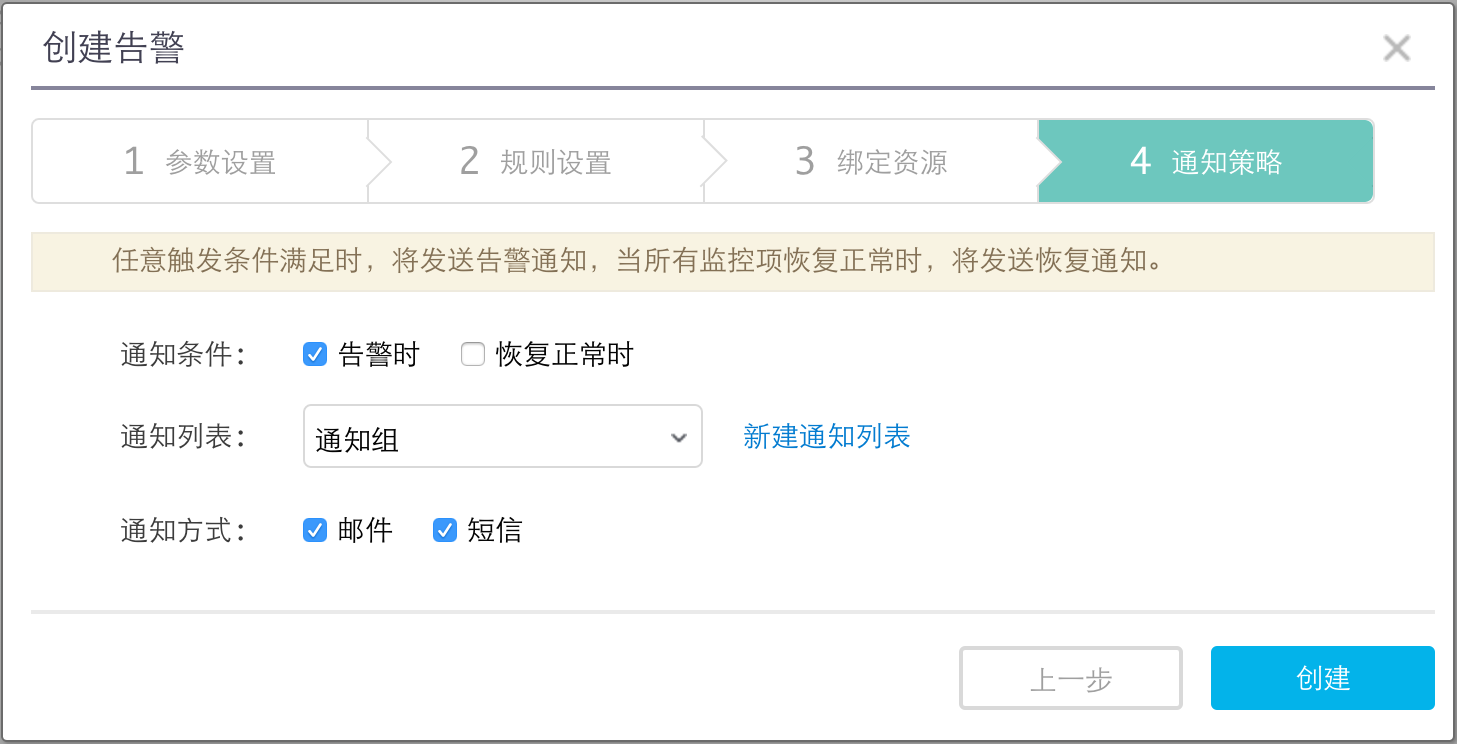 创建告警
1 参数设置 2 规则设置 3 绑定资源 4 通知策略
任意触发条件满足时，将发送告警通知，当所有监控项恢复正常时，将发送恢复通知。
通知条件： 告警时 恢复正常时
通知列表： 通知组 新建通知列表
通知方式： 邮件 短信
上一步 创建